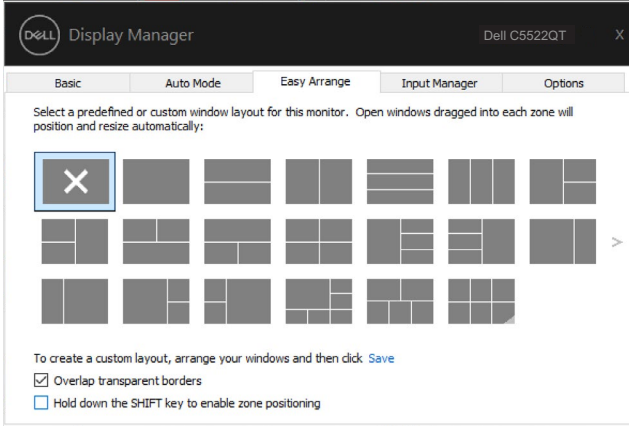 DELL Display Manager Dell C5522QT X
Basic Auto Mode Easy Arrange Input Manager Options
Select a predefined or custom window layout for this monitor. Open windows dragged into each zone will
position and resize automatically:
>
To create a custom layout, arrange your windows and then click Save
Overlap transparent borders
Hold down the SHIFT key to enable zone positioning